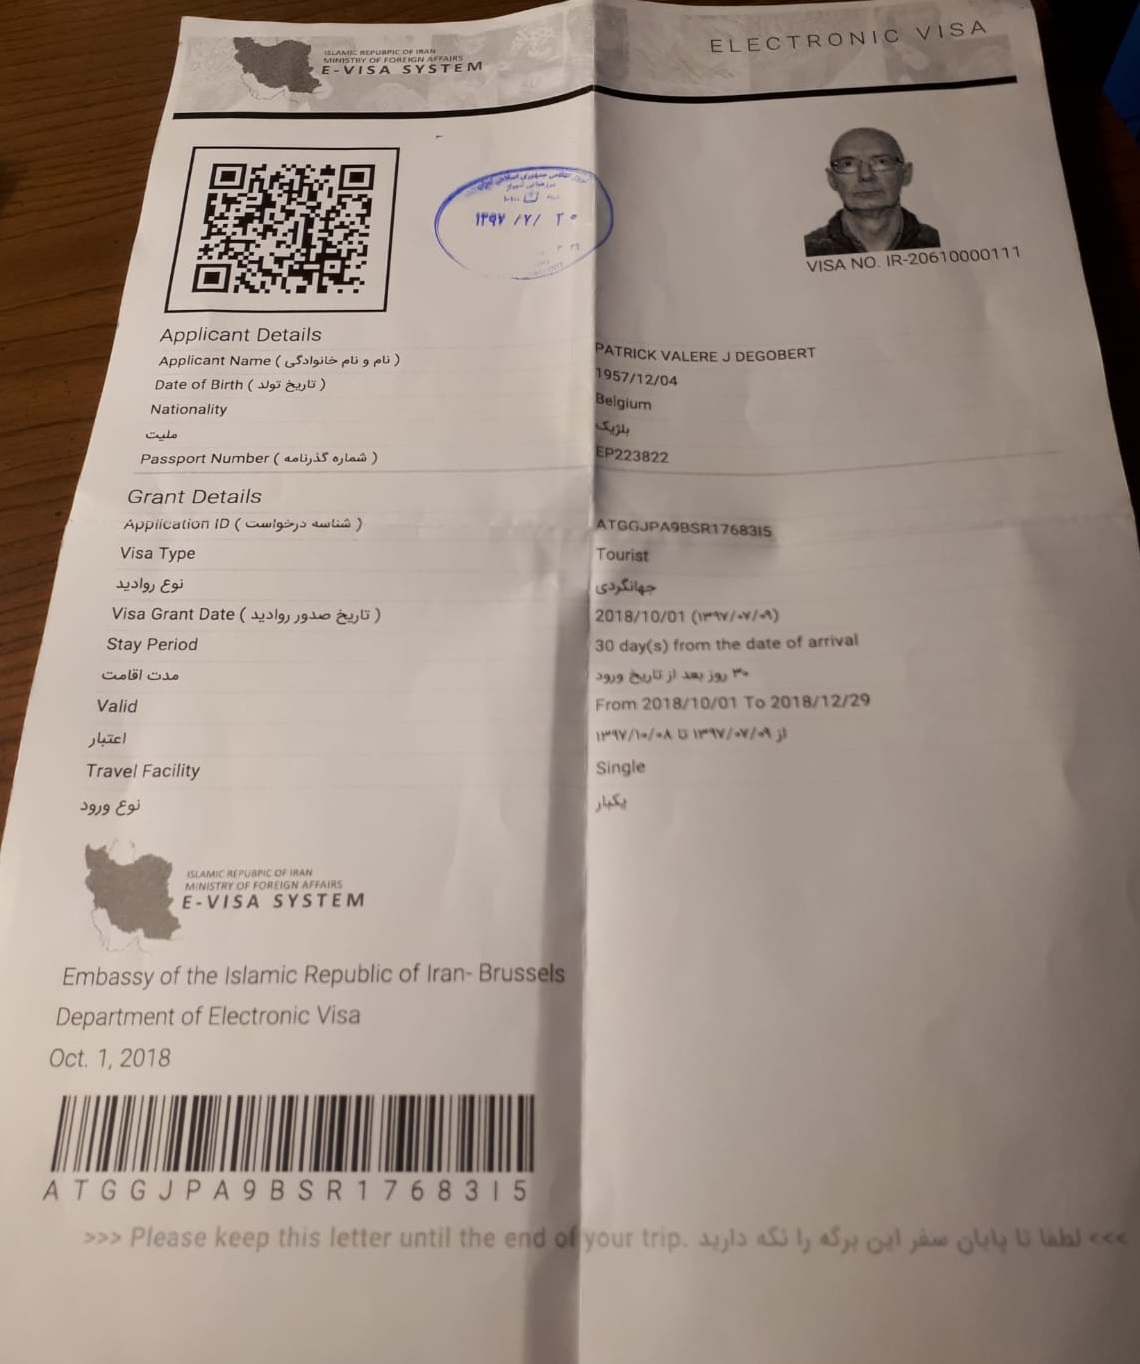 ISLAMIC REPUBPIC OF IRAN
MINISTRY OF FOREIGN AFFAIRS
E-VISA SYSTEM
ELECTRONIC VISA
۱۳۹۷ /۷/ ۲۰
VISA NO. IR-20610000111
Applicant Details
Applicant Name ( نام و نام خانوادگی ) PATRICK VALERE J DEGOBERT
Date of Birth ( تاریخ تولد ) 1957/12/04
Nationality Belgium
ملیت بلژیک
Passport Number ( شماره گذرنامه ) EP223822
Grant Details
Application ID ( شناسه درخواست ) ATGGJPA9BSR1768315
Visa Type Tourist
نوع روادید جهانگردی
Visa Grant Date ( تاریخ صدور روادید ) 2018/10/01 (۱۳۹۷/۰۷/۰۹)
Stay Period 30 day(s) from the date of arrival
مدت اقامت ۳۰ روز بعد از تاریخ ورود
Valid From 2018/10/01 To 2018/12/29
اعتبار از ۱۳۹۷/۰۷/۰۹ تا ۱۳۹۷/۱۰/۰۸
Travel Facility Single
نوع ورود یکبار
ISLAMIC REPUBPIC OF IRAN
MINISTRY OF FOREIGN AFFAIRS
E-VISA SYSTEM
Embassy of the Islamic Republic of Iran- Brussels
Department of Electronic Visa
Oct. 1, 2018
ATGGJPA9BSR1768315
>>> Please keep this letter until the end of your trip. لطفا تا پایان سفر این برگه را نگه دارید <<<